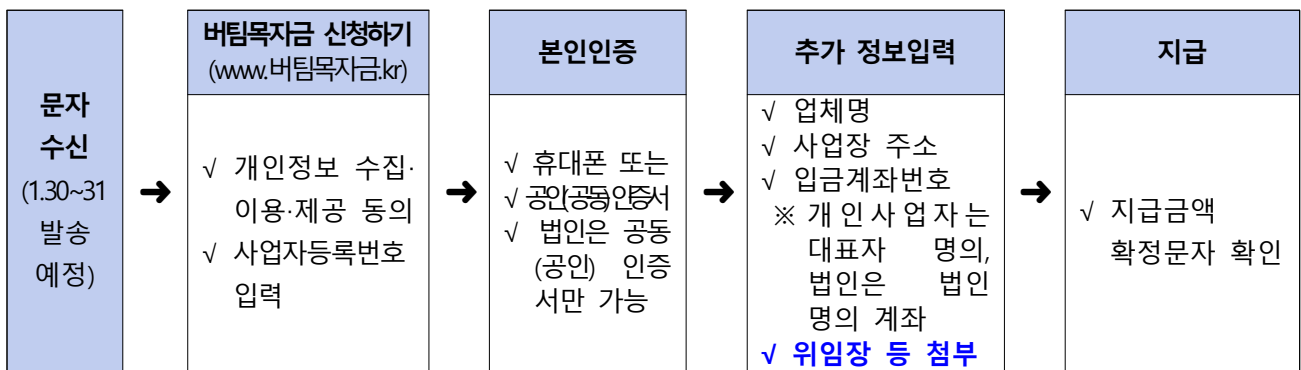 문자
수신
(1.30~31
발송
예정)
➜
버팀목자금 신청하기
(www.버팀목자금.kr)
√ 개인정보 수집·
이용·제공 동의
√ 사업자등록번호
입력
➜
본인인증
√ 휴대폰 또는
√ 공인(공동)인증서
√ 법인은 공동
(공인) 인증
서만 가능
➜
추가 정보입력
√ 업체명
√ 사업장 주소
√ 입금계좌번호
※ 개인사업자는
대표자 명의,
법인은 법인
명의 계좌
√ 위임장 등 첨부
➜
지급
√ 지급금액
확정문자 확인